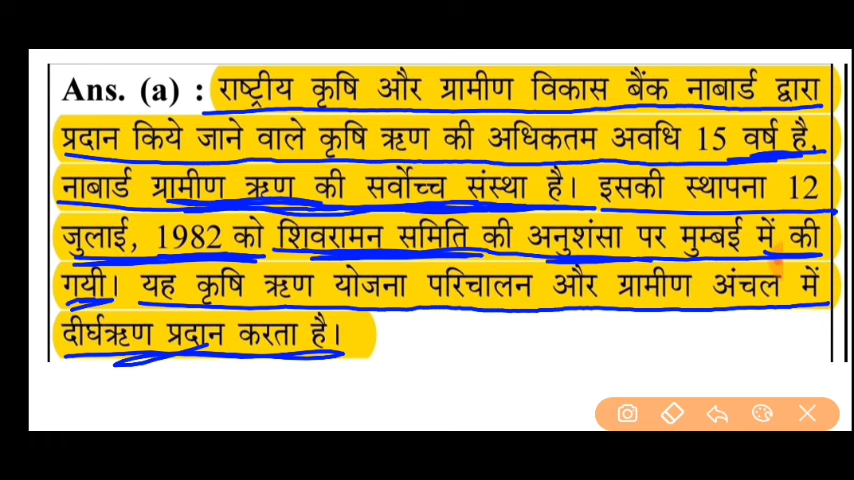 Ans. (a) : राष्ट्रीय कृषि और ग्रामीण विकास बैंक नाबार्ड द्वारा
प्रदान किये जाने वाले कृषि ऋण की अधिकतम अवधि 15 वर्ष है,
नाबार्ड ग्रामीण ऋण की सर्वोच्च संस्था है। इसकी स्थापना 12
जुलाई, 1982 को शिवरामन समिति की अनुशंसा पर मुम्बई में की
गयी। यह कृषि ऋण योजना परिचालन और ग्रामीण अंचल में
दीर्घऋण प्रदान करता है।